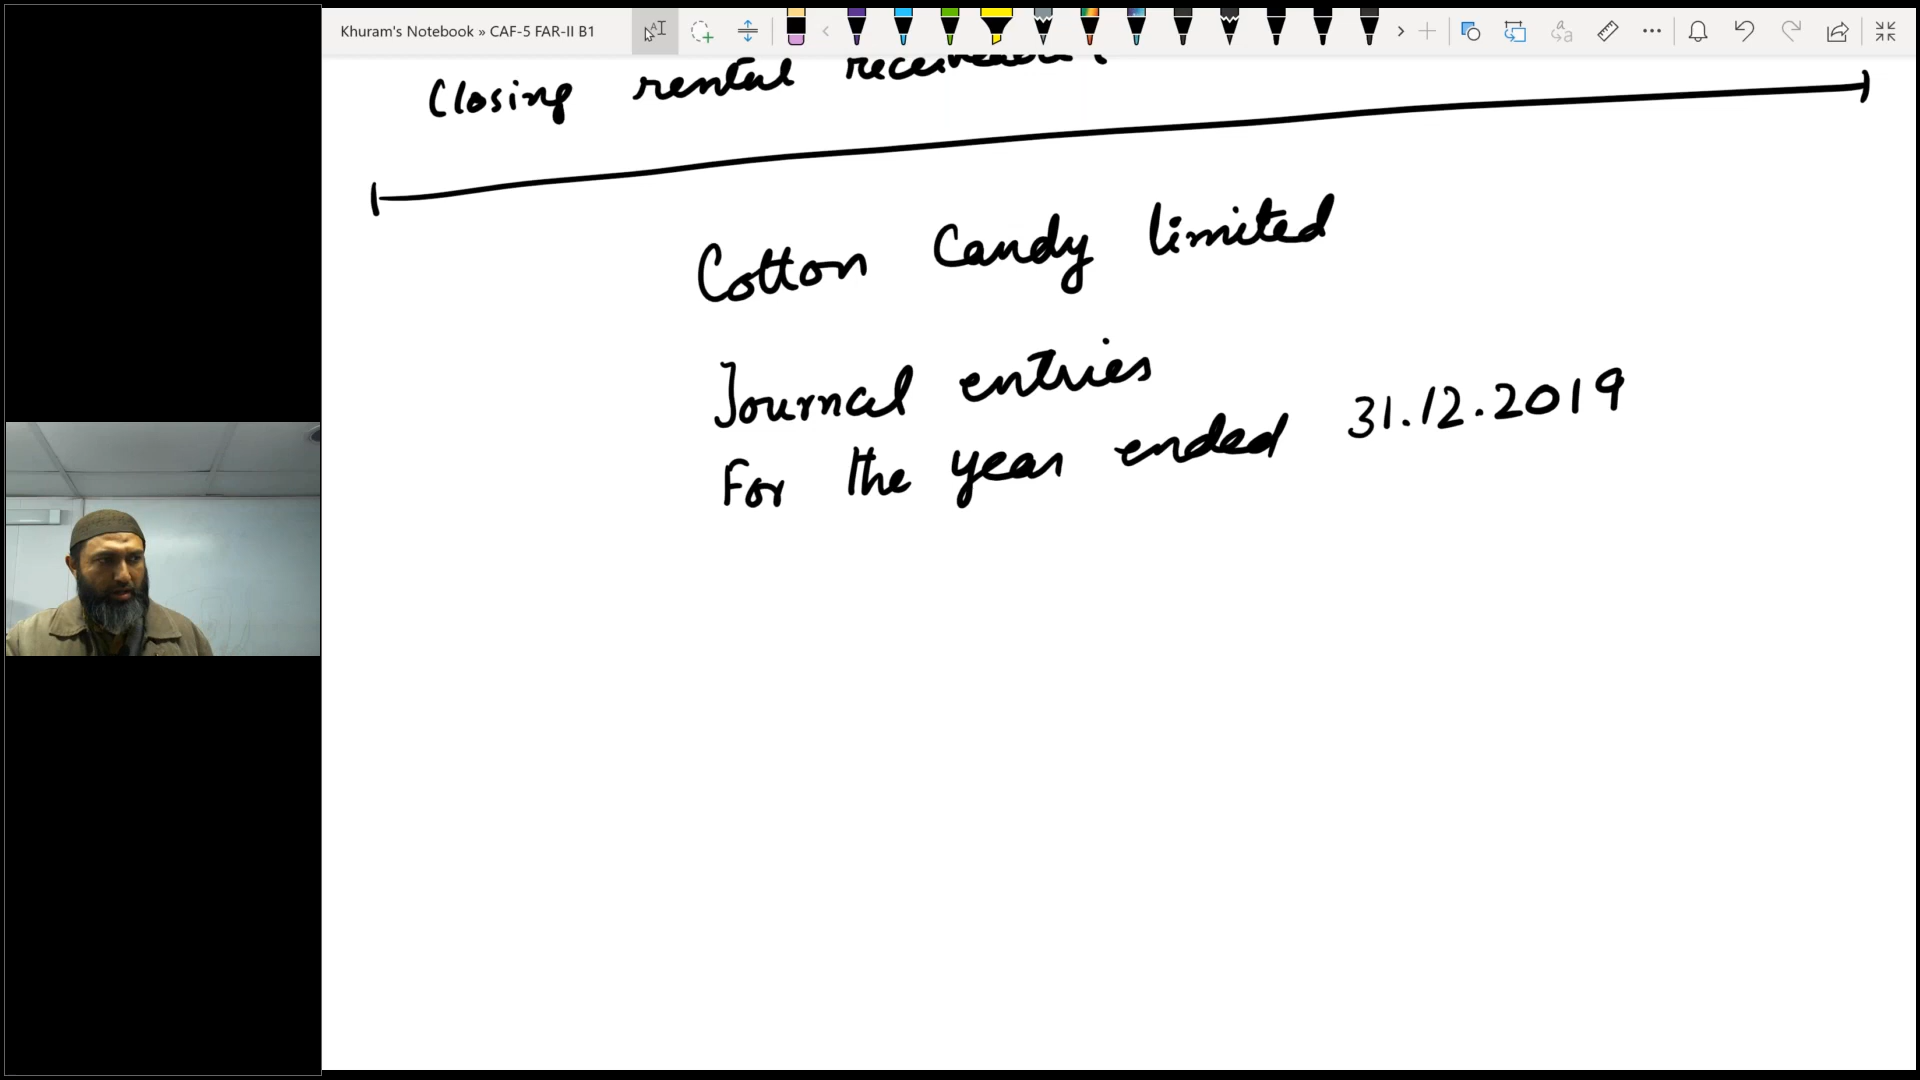 Khuram's Notebook » CAF-5 FAR-II B1
Closing rental
Cotton Candy limited
Journal entries
For the year ended 31.12.2019